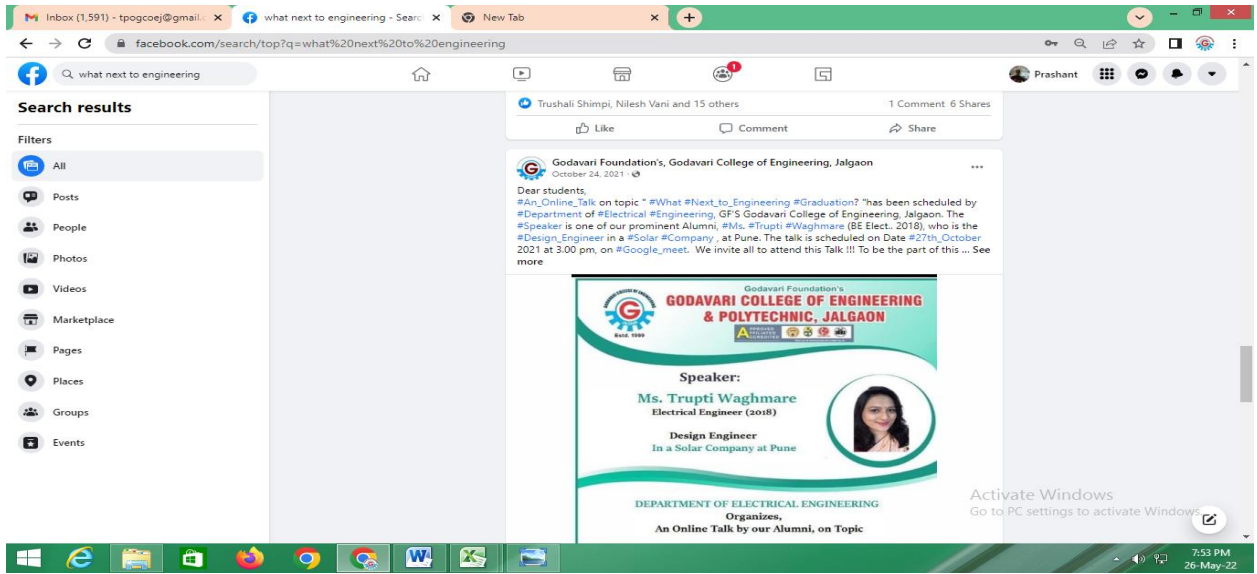 Inbox (1,591) - tpogcoej@gmail.c
what next to engineering - Searc
New Tab
facebook.com/search/top?q=what%20next%20to%20engineering
what next to engineering
1
Prashant
Search results
Filters
All
Posts
People
Photos
Videos
Marketplace
Pages
Places
Groups
Events
Trushali Shimpi, Nilesh Vani and 15 others
1 Comment 6 Shares
Like
Comment
Share
Godavari Foundation's, Godavari College of Engineering, Jalgaon
October 24, 2021 ·
Dear students,
#An_Online_Talk on topic " #What #Next_to_Engineering #Graduation? "has been scheduled by
#Department of #Electrical #Engineering, GF'S Godavari College of Engineering, Jalgaon. The
#Speaker is one of our prominent Alumni, #Ms. #Trupti #Waghmare (BE Elect.. 2018), who is the
#Design_Engineer in a #Solar #Company , at Pune. The talk is scheduled on Date #27th_October
2021 at 3.00 pm, on #Google_meet. We invite all to attend this Talk !!! To be the part of this ... See
more
Godavari Foundation's
GODAVARI COLLEGE OF ENGINEERING
& POLYTECHNIC, JALGAON
Estd. 1999
Speaker:
Ms. Trupti Waghmare
Electrical Engineer (2018)
Design Engineer
In a Solar Company at Pune
DEPARTMENT OF ELECTRICAL ENGINEERING
Organizes,
An Online Talk by our Alumni, on Topic
Activate Windows
Go to PC settings to activate Windows.
7:53 PM
26-May-22